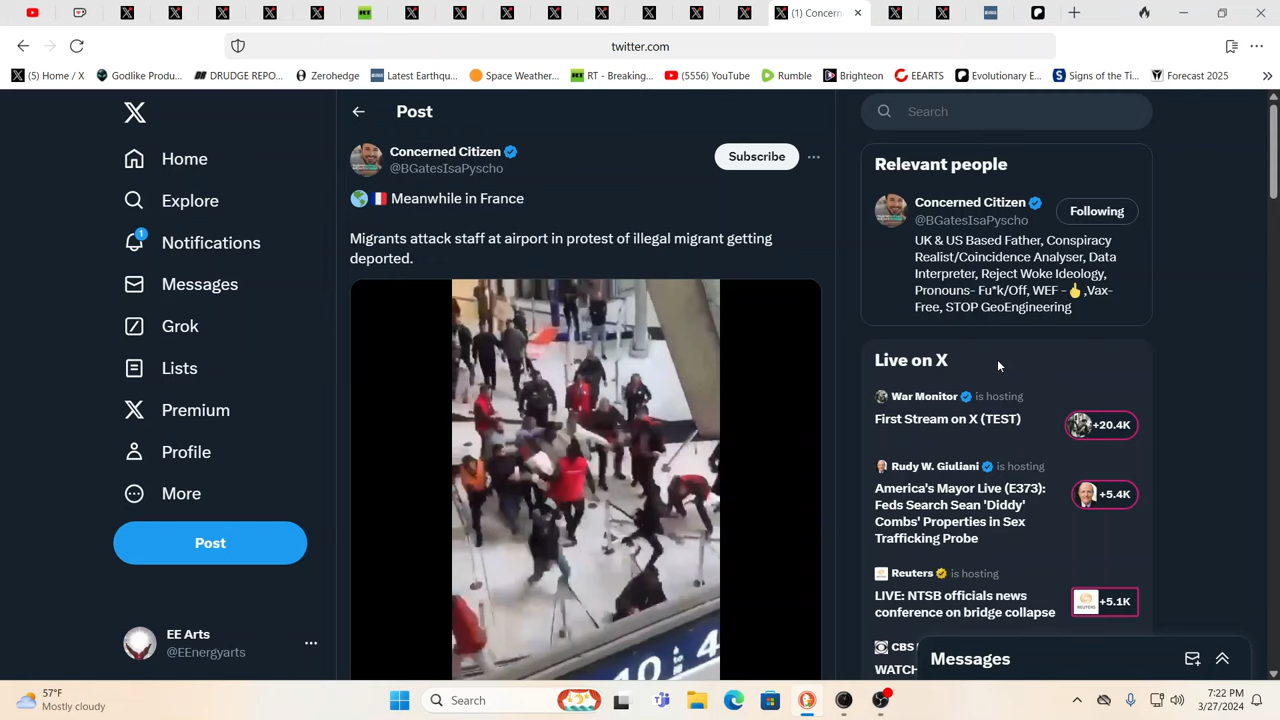 (1) Concern
twitter.com
(5) Home / X
Godlike Produ...
DRUDGE REPO...
Zerohedge
Latest Earthqu...
Space Weather...
RT - Breaking...
(5556) YouTube
Rumble
Brighteon
EEARTS
Evolutionary E...
Signs of the Ti...
Forecast 2025
Home
Explore
1
Notifications
Messages
Grok
Lists
Premium
Profile
More
Post
EE Arts
@EEnergyarts
Post
Concerned Citizen
@BGatesIsaPyscho
Subscribe
Meanwhile in France
Migrants attack staff at airport in protest of illegal migrant getting
deported.
Search
Relevant people
Concerned Citizen
@BGatesIsaPyscho
Following
UK & US Based Father, Conspiracy
Realist/Coincidence Analyser, Data
Interpreter, Reject Woke Ideology,
Pronouns- Fu*k/Off, WEF -🖕,Vax-
Free, STOP GeoEngineering
Live on X
War Monitor is hosting
First Stream on X (TEST)
+20.4K
Rudy W. Giuliani is hosting
America's Mayor Live (E373):
Feds Search Sean 'Diddy'
Combs' Properties in Sex
Trafficking Probe
+5.4K
Reuters is hosting
LIVE: NTSB officials news
conference on bridge collapse
+5.1K
CBS
WATCH
Messages
57°F
Mostly cloudy
Search
7:22 PM
3/27/2024